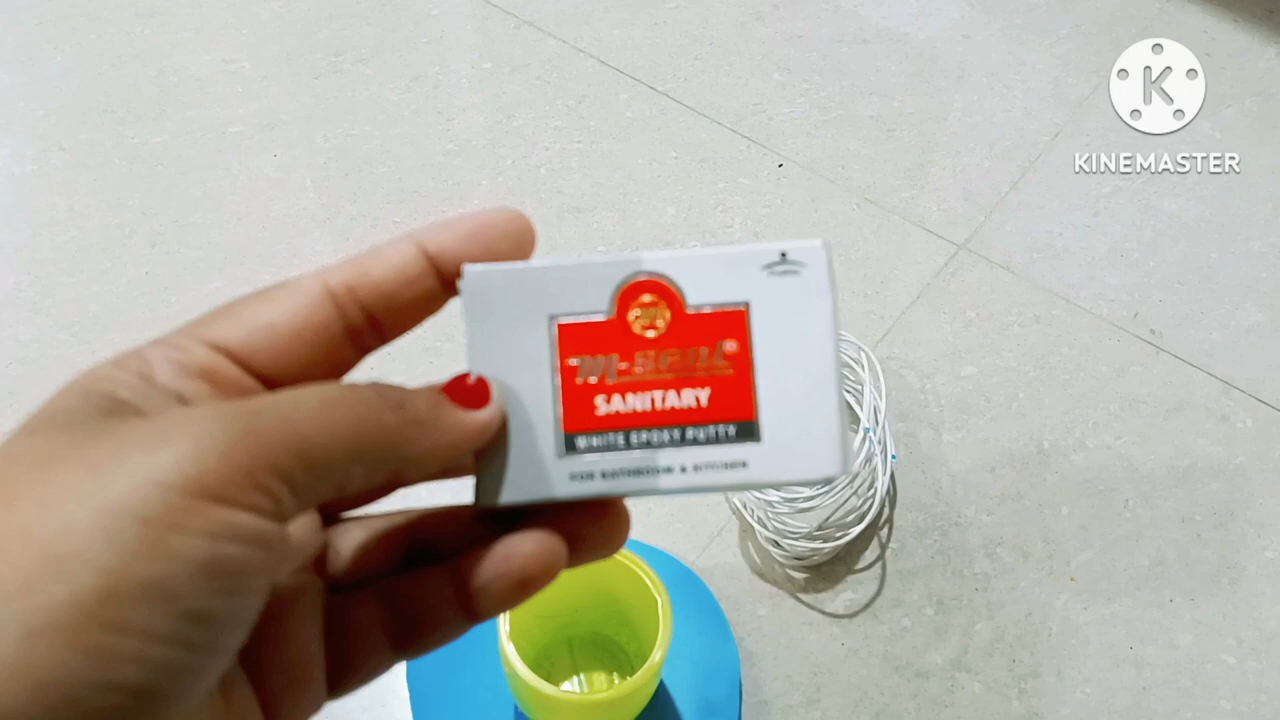 K
KINEMASTER
m-seal®
SANITARY
WHITE EPOXY PUTTY
FOR BATHROOM & KITCHEN